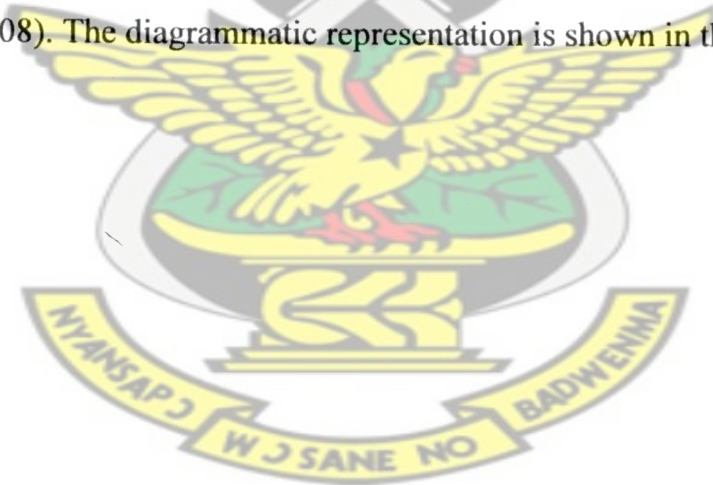 08). The diagrammatic representation is shown in th
NYANSAPƆ
WƆSANE NO
BADWENMA